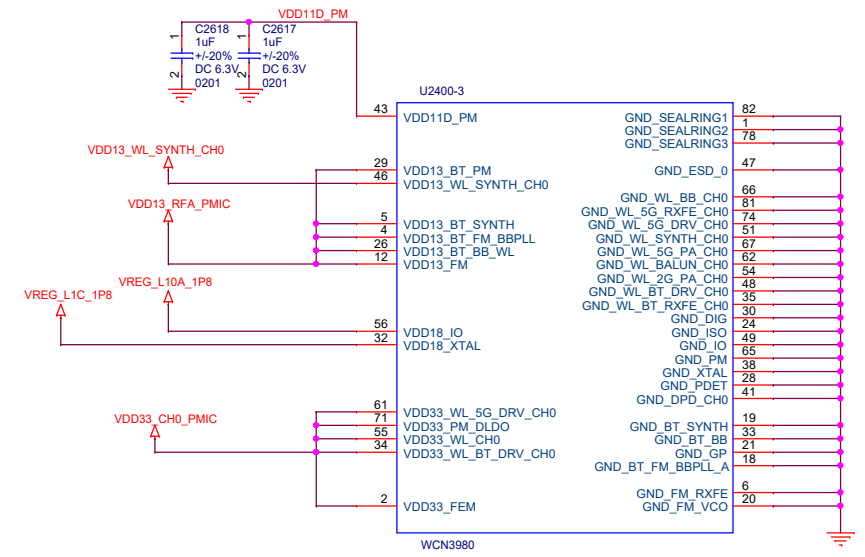 VDD11D_PM
C2618
1uF
+/-20%
DC 6.3V
0201
1
2
C2617
1uF
+/-20%
DC 6.3V
0201
1
2
U2400-3
43 VDD11D_PM
VDD13_WL_SYNTH_CH0
29 VDD13_BT_PM
46 VDD13_WL_SYNTH_CH0
VDD13_RFA_PMIC
5 VDD13_BT_SYNTH
4 VDD13_BT_FM_BBPLL
26 VDD13_BT_BB_WL
12 VDD13_FM
VREG_L10A_1P8
VREG_L1C_1P8
56 VDD18_IO
32 VDD18_XTAL
VDD33_CH0_PMIC
61 VDD33_WL_5G_DRV_CH0
71 VDD33_PM_DLDO
55 VDD33_WL_CH0
34 VDD33_WL_BT_DRV_CH0
2 VDD33_FEM
GND_SEALRING1 82
GND_SEALRING2 1
GND_SEALRING3 78
GND_ESD_0 47
GND_WL_BB_CH0 66
GND_WL_5G_RXFE_CH0 81
GND_WL_5G_DRV_CH0 74
GND_WL_SYNTH_CH0 51
GND_WL_5G_PA_CH0 67
GND_WL_BALUN_CH0 62
GND_WL_2G_PA_CH0 54
GND_WL_BT_DRV_CH0 48
GND_WL_BT_RXFE_CH0 35
GND_DIG 30
GND_ISO 24
GND_IO 49
GND_PM 65
GND_XTAL 38
GND_PDET 28
GND_DPD_CH0 41
GND_BT_SYNTH 19
GND_BT_BB 33
GND_GP 21
GND_BT_FM_BBPLL_A 18
GND_FM_RXFE 6
GND_FM_VCO 20
WCN3980